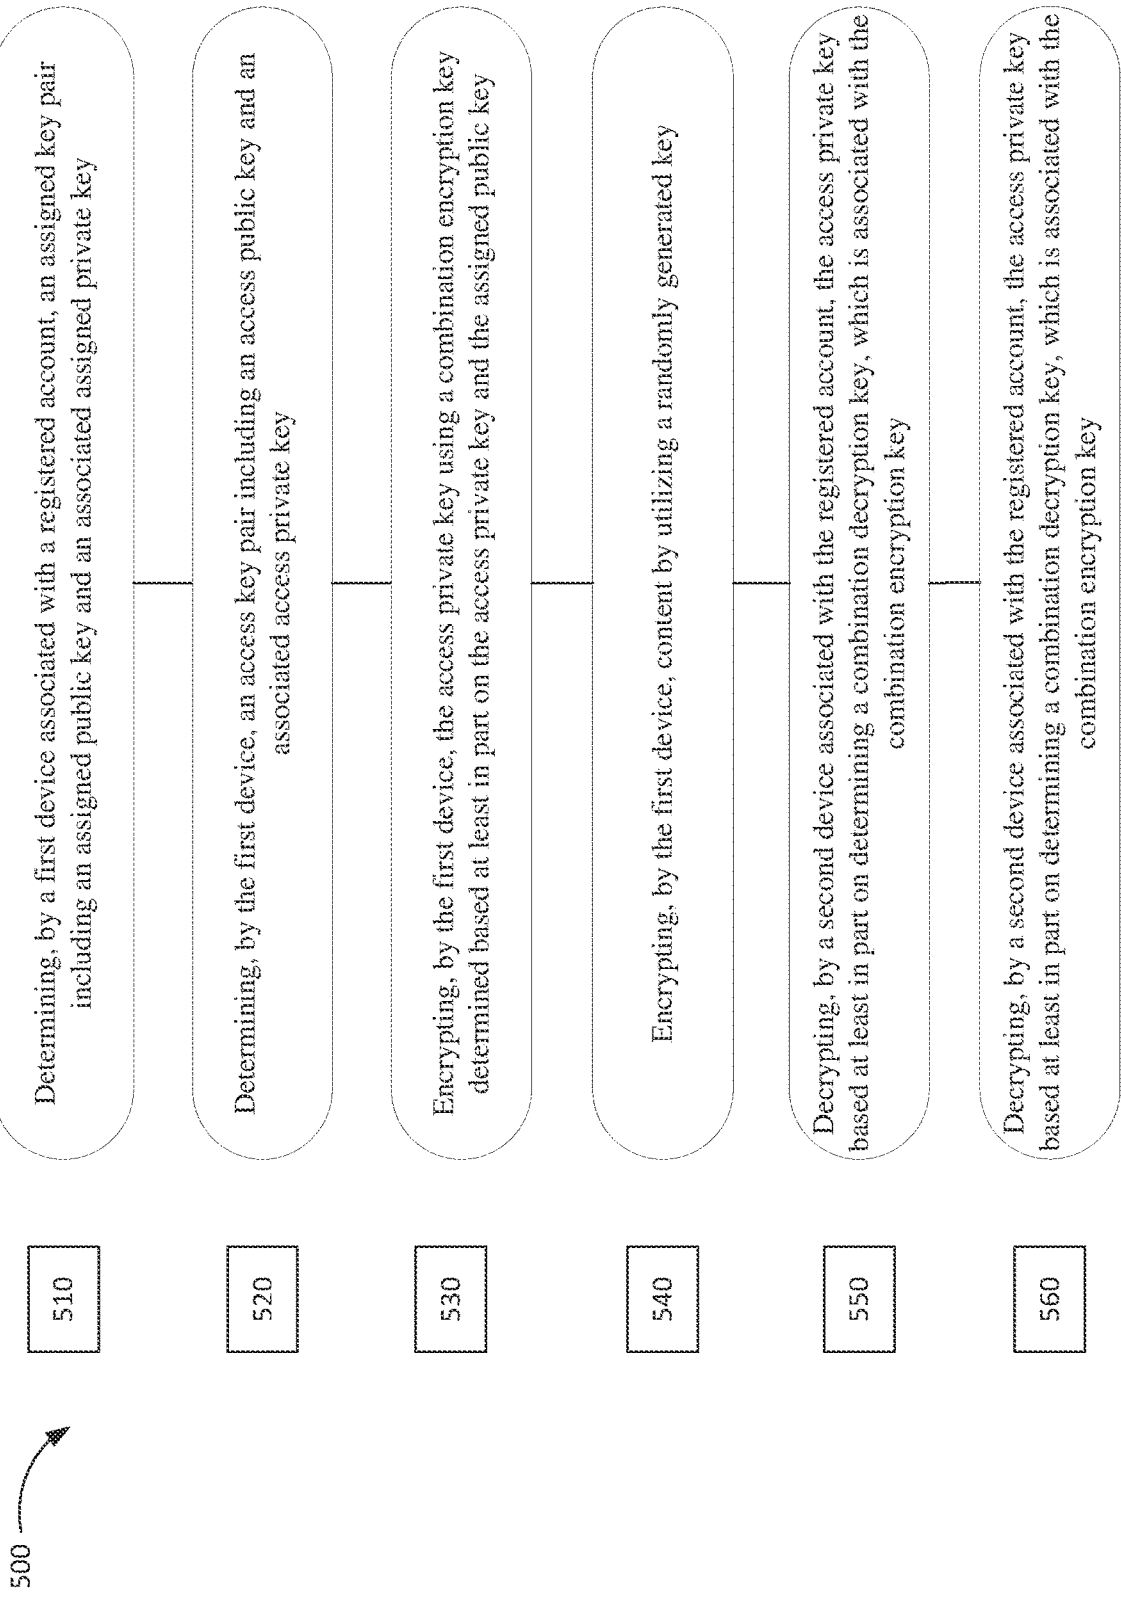 500
510
Determining, by a first device associated with a registered account, an assigned key pair
including an assigned public key and an associated assigned private key
520
Determining, by the first device, an access key pair including an access public key and an
associated access private key
530
Encrypting, by the first device, the access private key using a combination encryption key
determined based at least in part on the access private key and the assigned public key
540
Encrypting, by the first device, content by utilizing a randomly generated key
550
Decrypting, by a second device associated with the registered account, the access private key
based at least in part on determining a combination decryption key, which is associated with the
combination encryption key
560
Decrypting, by a second device associated with the registered account, the access private key
based at least in part on determining a combination decryption key, which is associated with the
combination encryption key